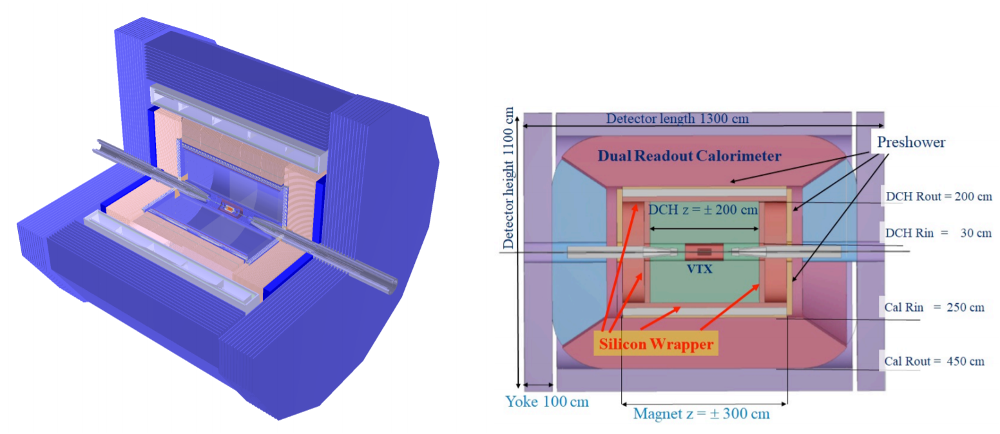 Detector length 1300 cm
Detector height 1100 cm
Preshower
Dual Readout Calorimeter
DCH Rout = 200 cm
DCH z = ± 200 cm
DCH Rin = 30 cm
VTX
Cal Rin = 250 cm
Silicon Wrapper
Cal Rout = 450 cm
Yoke 100 cm
Magnet z = ± 300 cm